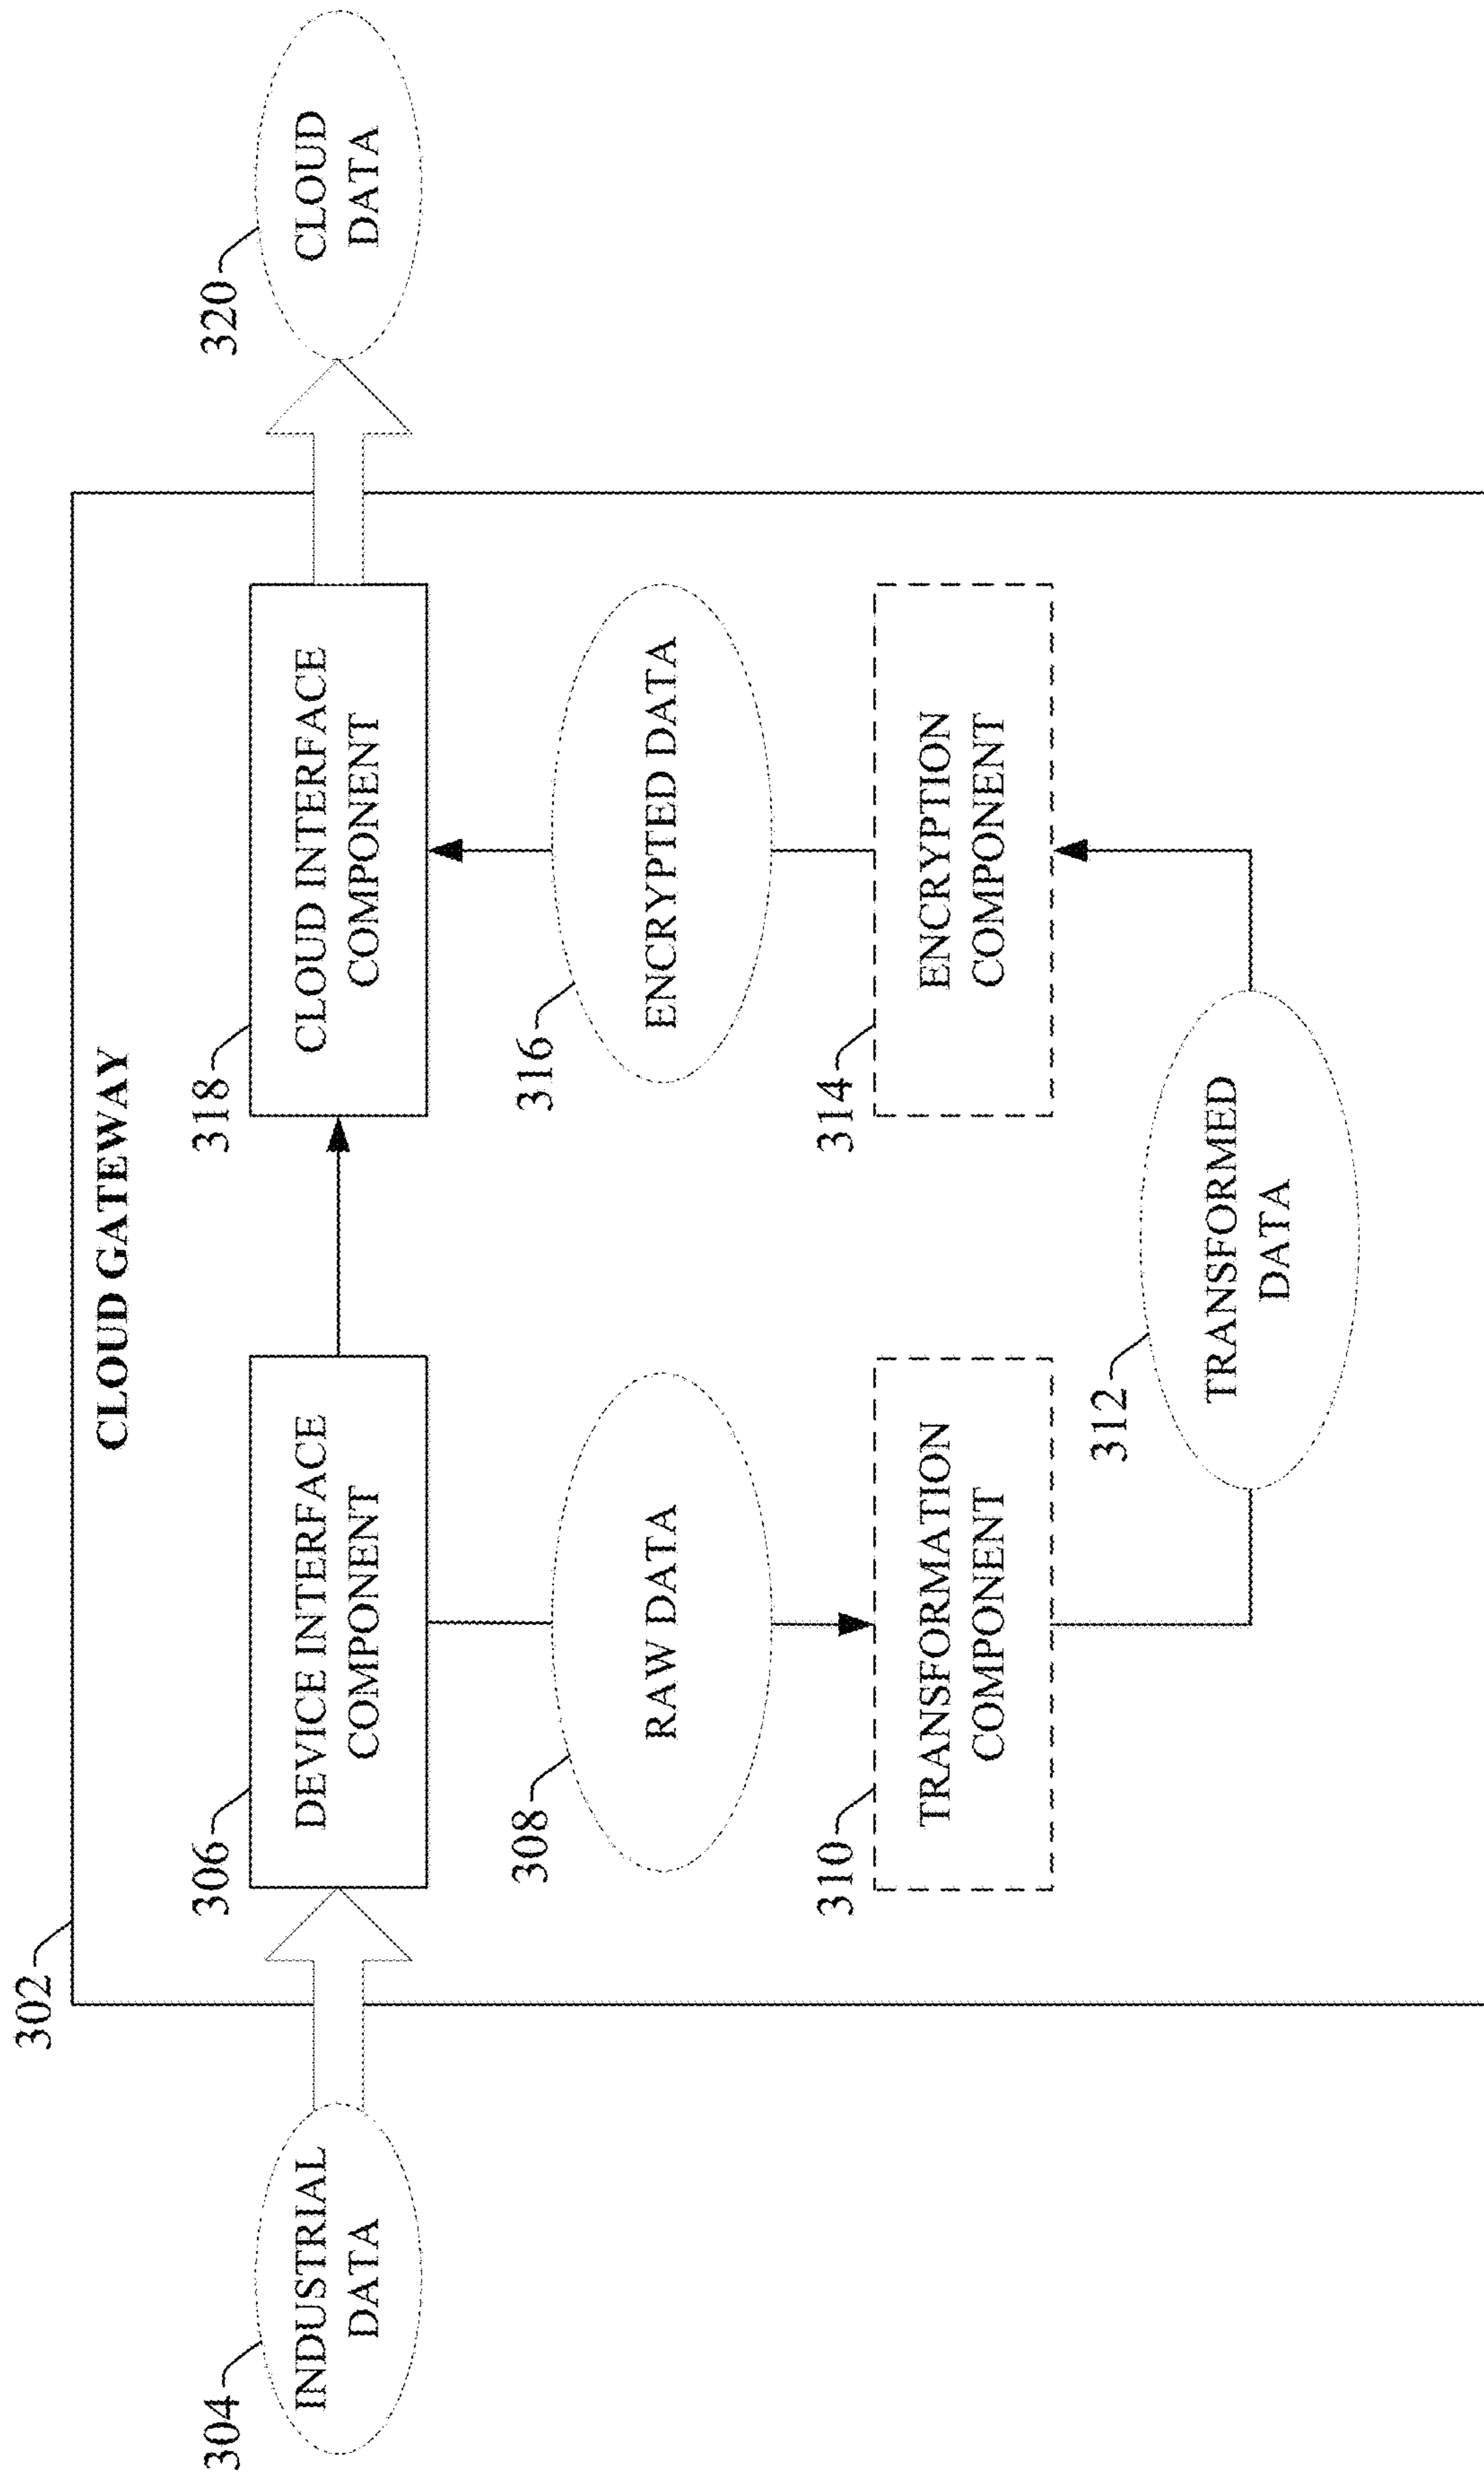 302
CLOUD GATEWAY
304
INDUSTRIAL
DATA
306
DEVICE INTERFACE
COMPONENT
318
CLOUD INTERFACE
COMPONENT
320
CLOUD
DATA
308
RAW DATA
316
ENCRYPTED DATA
310
TRANSFORMATION
COMPONENT
314
ENCRYPTION
COMPONENT
312
TRANSFORMED
DATA